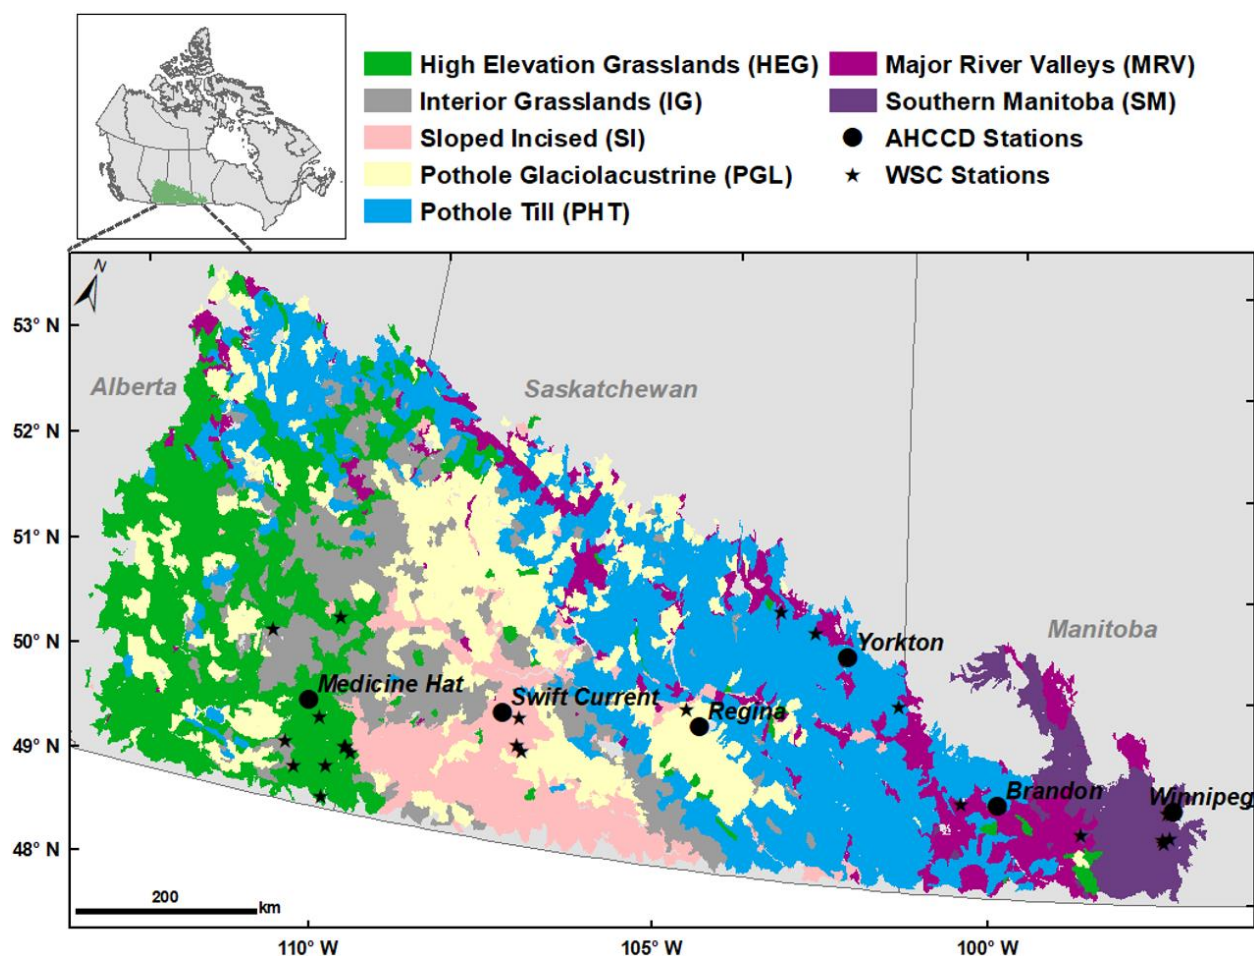 High Elevation Grasslands (HEG)
Interior Grasslands (IG)
Sloped Incised (SI)
Pothole Glaciolacustrine (PGL)
Pothole Till (PHT)
Major River Valleys (MRV)
Southern Manitoba (SM)
AHCCD Stations
WSC Stations
N
53° N
52° N
51° N
50° N
49° N
48° N
Alberta
Saskatchewan
Manitoba
Yorkton
Medicine Hat
Swift Current
Regina
Brandon
Winnipeg
200
km
110° W
105° W
100° W